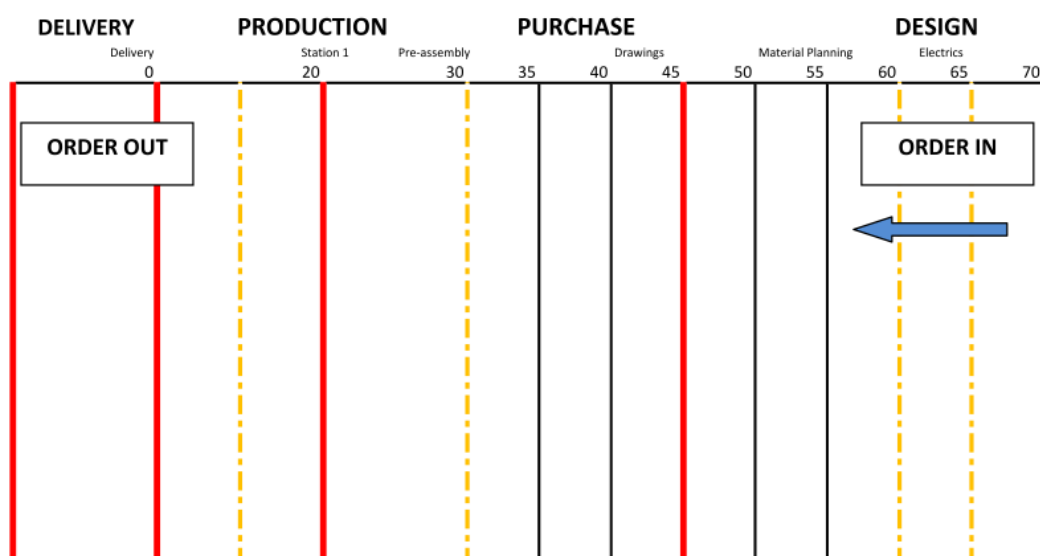 DELIVERY PRODUCTION PURCHASE DESIGN
Delivery Station 1 Pre-assembly Drawings Material Planning Electrics
0 20 30 35 40 45 50 55 60 65 70
ORDER OUT ORDER IN